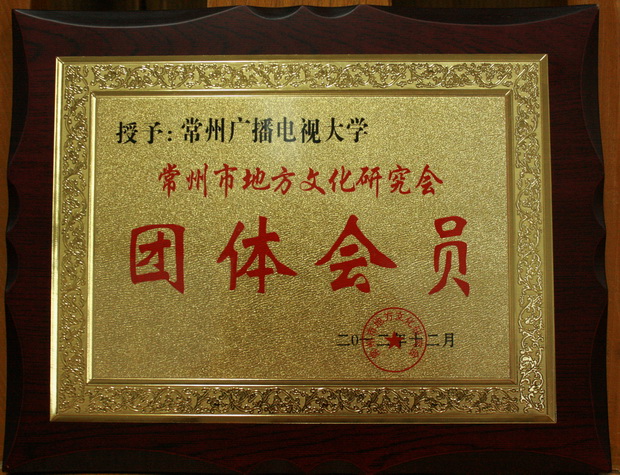 授予：常州广播电视大学
常州市地方文化研究会
团体会员
二0一二年十二月